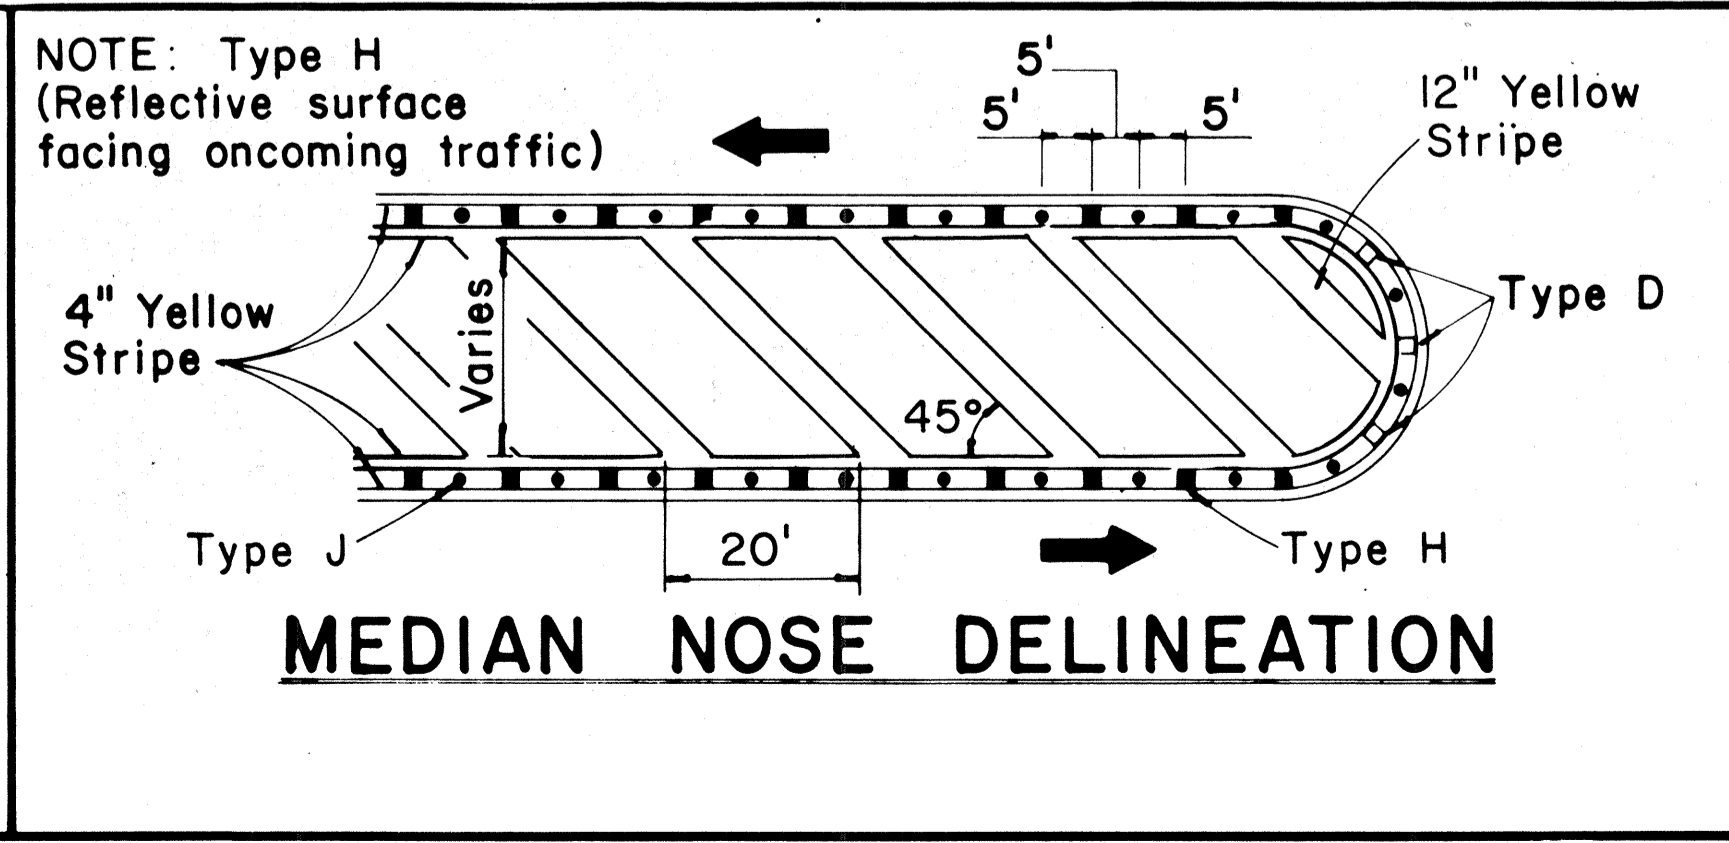 NOTE: Type H
(Reflective surface
facing oncoming traffic)
5'
5'
5'
12" Yellow
Stripe
4" Yellow
Stripe
Varies
45°
Type D
Type J
20'
Type H
MEDIAN NOSE DELINEATION